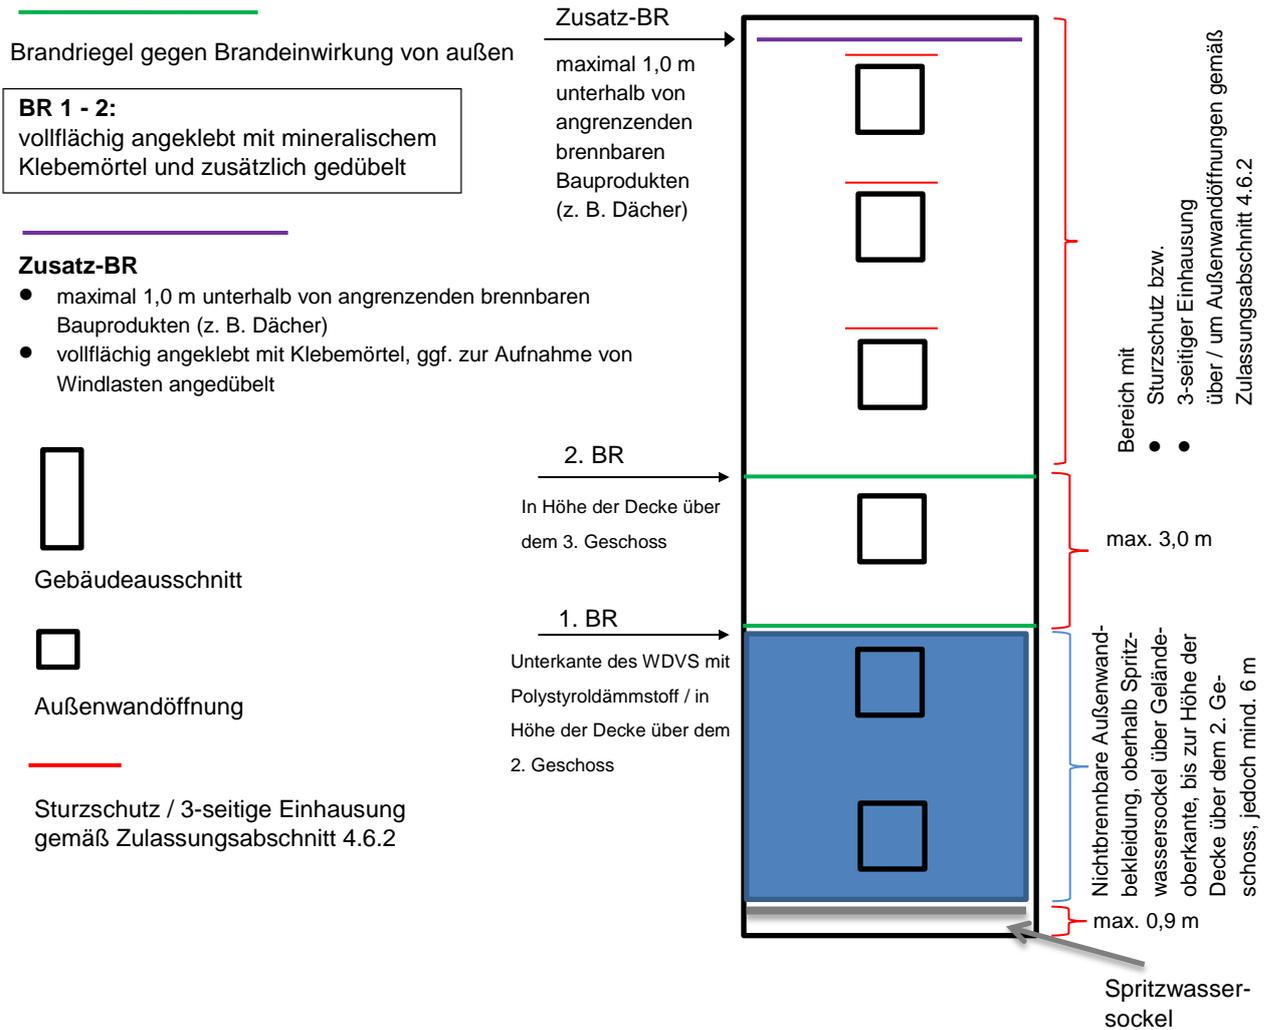 Brandriegel gegen Brandeinwirkung von außen
BR 1 - 2:
vollflächig angeklebt mit mineralischem
Klebemörtel und zusätzlich gedübelt
Zusatz-BR
● maximal 1,0 m unterhalb von angrenzenden brennbaren
Bauprodukten (z. B. Dächer)
● vollflächig angeklebt mit Klebemörtel, ggf. zur Aufnahme von
Windlasten angedübelt
Gebäudeausschnitt
Außenwandöffnung
Sturzschutz / 3-seitige Einhausung
gemäß Zulassungsabschnitt 4.6.2
Zusatz-BR
maximal 1,0 m
unterhalb von
angrenzenden
brennbaren
Bauprodukten
(z. B. Dächer)
2. BR
In Höhe der Decke über
dem 3. Geschoss
1. BR
Unterkante des WDVS mit
Polystyroldämmstoff / in
Höhe der Decke über dem
2. Geschoss
Bereich mit
● Sturzschutz bzw.
● 3-seitiger Einhausung
über / um Außenwandöffnungen gemäß
Zulassungsabschnitt 4.6.2
max. 3,0 m
Nichtbrennbare Außenwand-
bekleidung, oberhalb Spritz-
wassersockel über Gelände-
oberkante, bis zur Höhe der
Decke über dem 2. Ge-
schoss, jedoch mind. 6 m
max. 0,9 m
Spritzwasser-
sockel